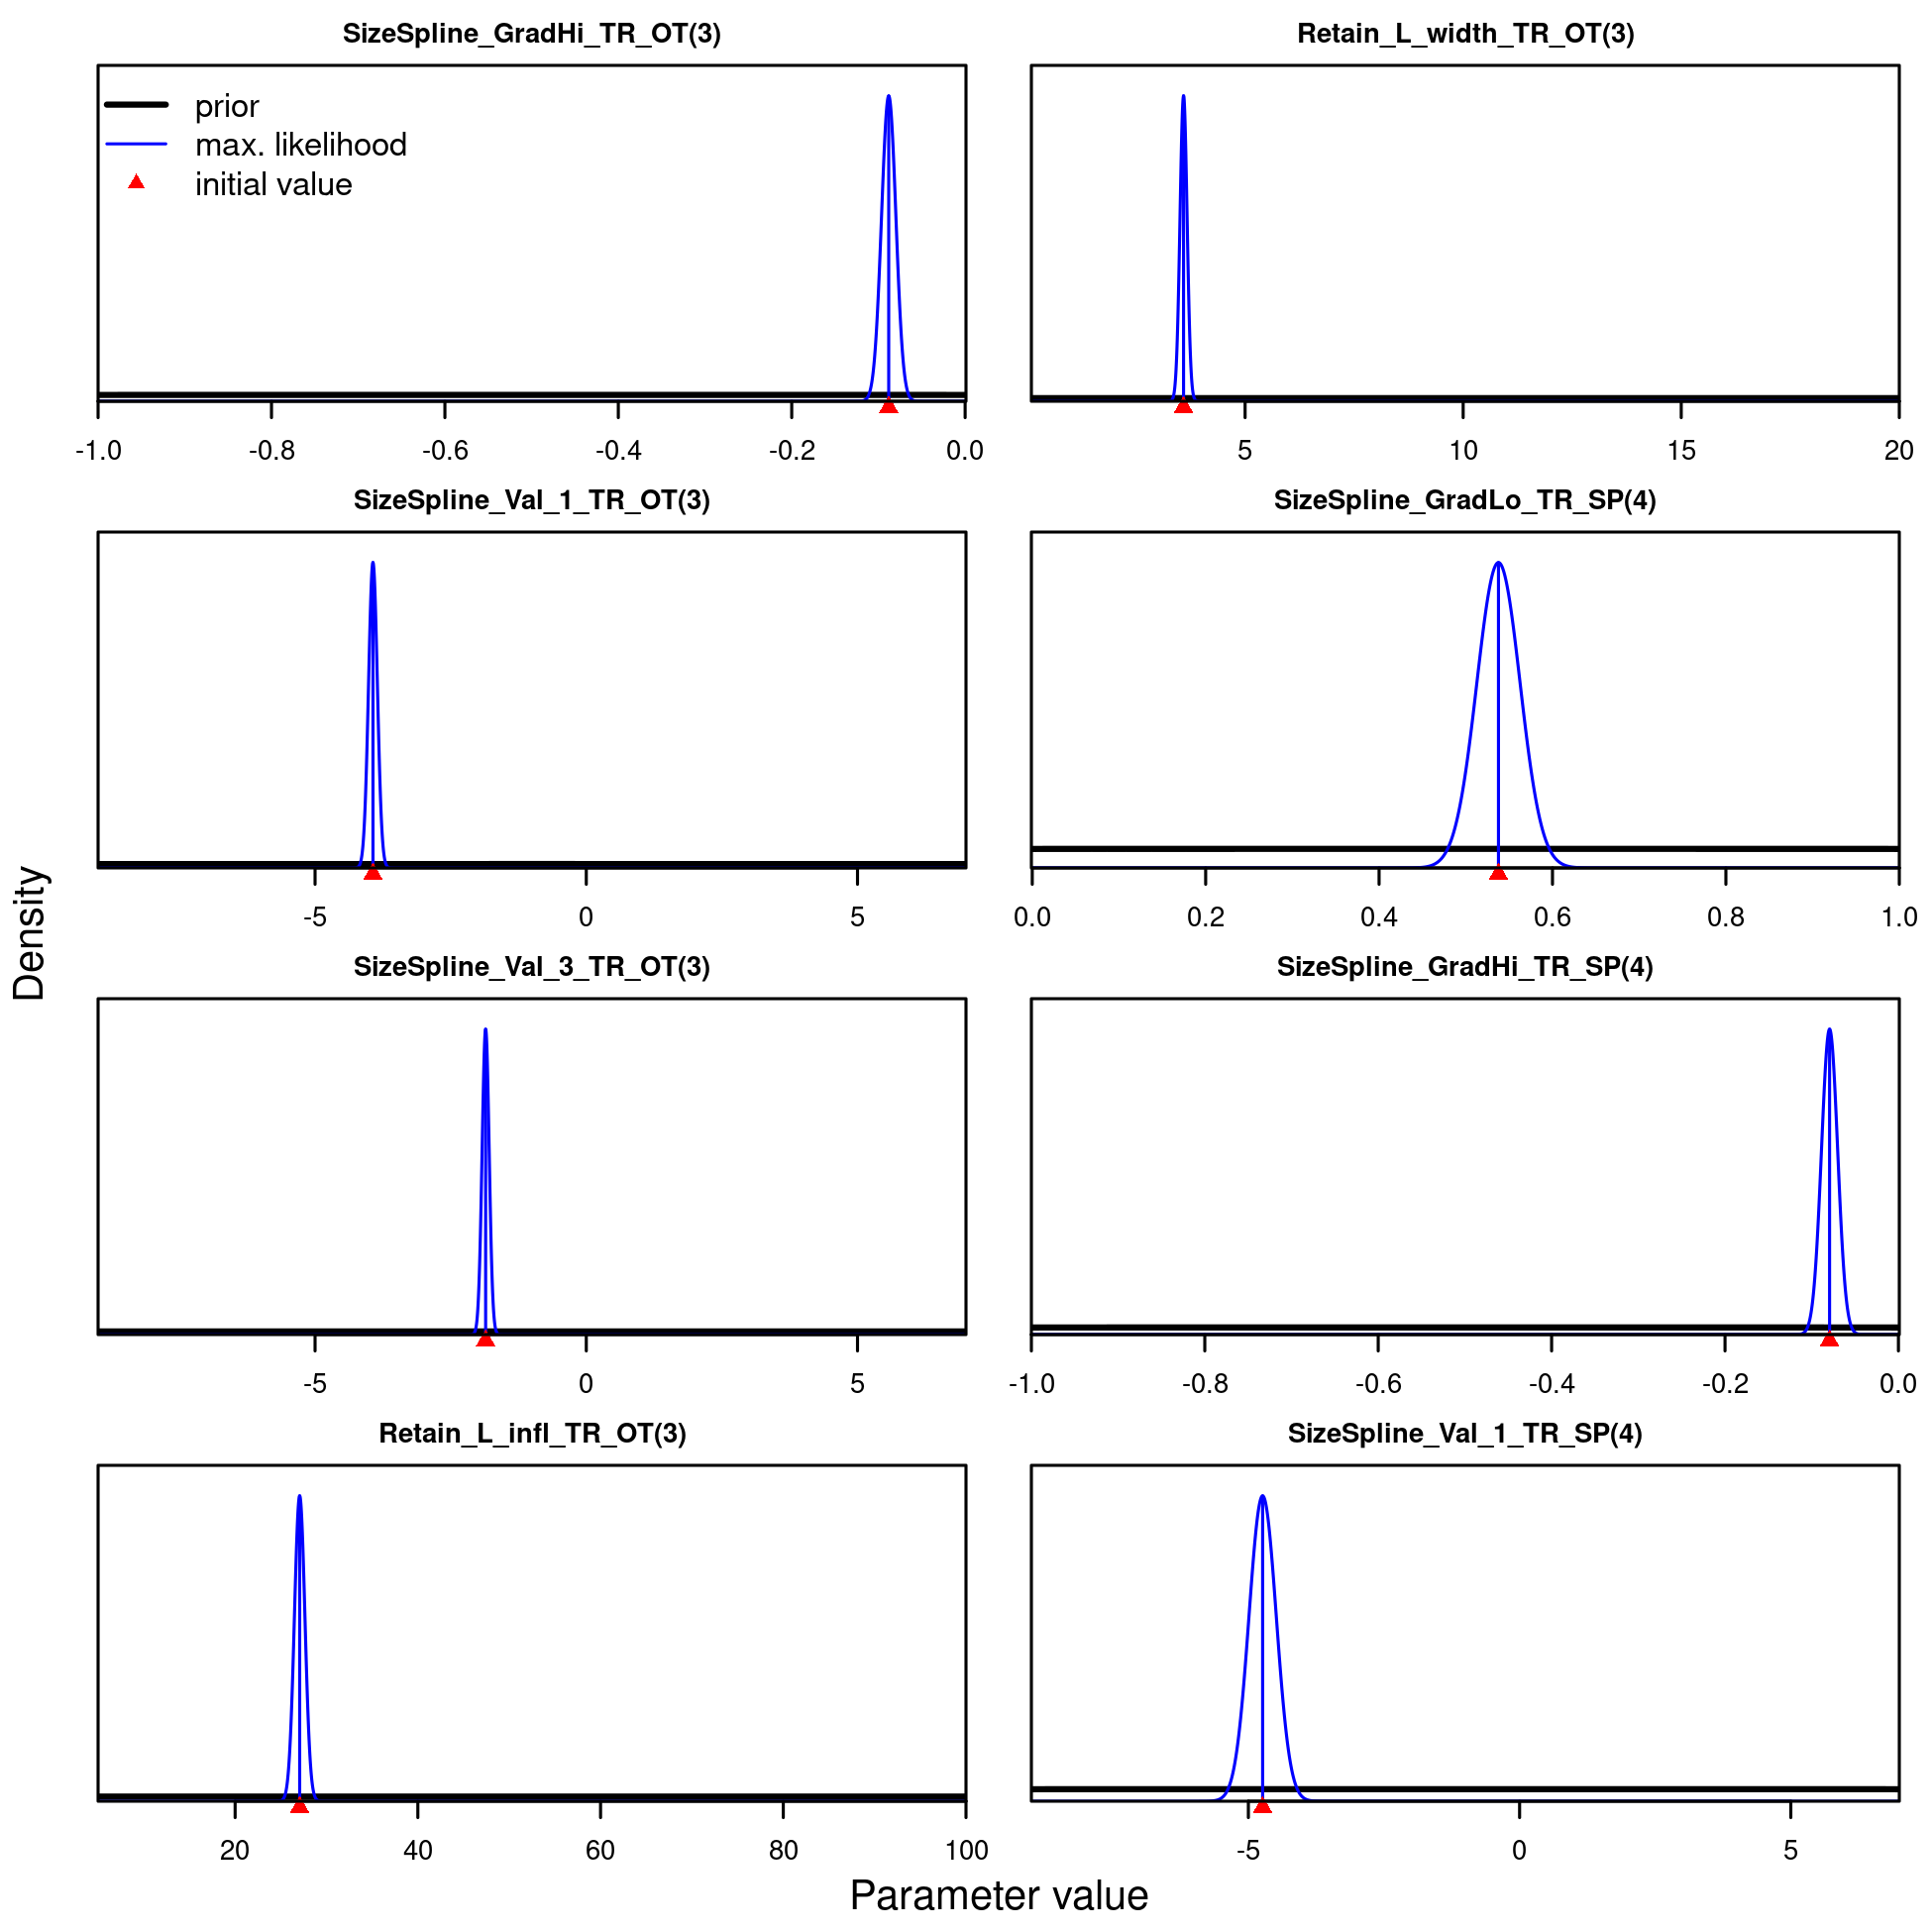 SizeSpline_GradHi_TR_OT(3)
prior
max. likelihood
initial value
-1.0 -0.8 -0.6 -0.4 -0.2 0.0
Retain_L_width_TR_OT(3)
5 10 15 20
SizeSpline_Val_1_TR_OT(3)
-5 0 5
SizeSpline_GradLo_TR_SP(4)
0.0 0.2 0.4 0.6 0.8 1.0
SizeSpline_Val_3_TR_OT(3)
-5 0 5
SizeSpline_GradHi_TR_SP(4)
-1.0 -0.8 -0.6 -0.4 -0.2 0.0
Retain_L_infl_TR_OT(3)
20 40 60 80 100
SizeSpline_Val_1_TR_SP(4)
-5 0 5
Density
Parameter value